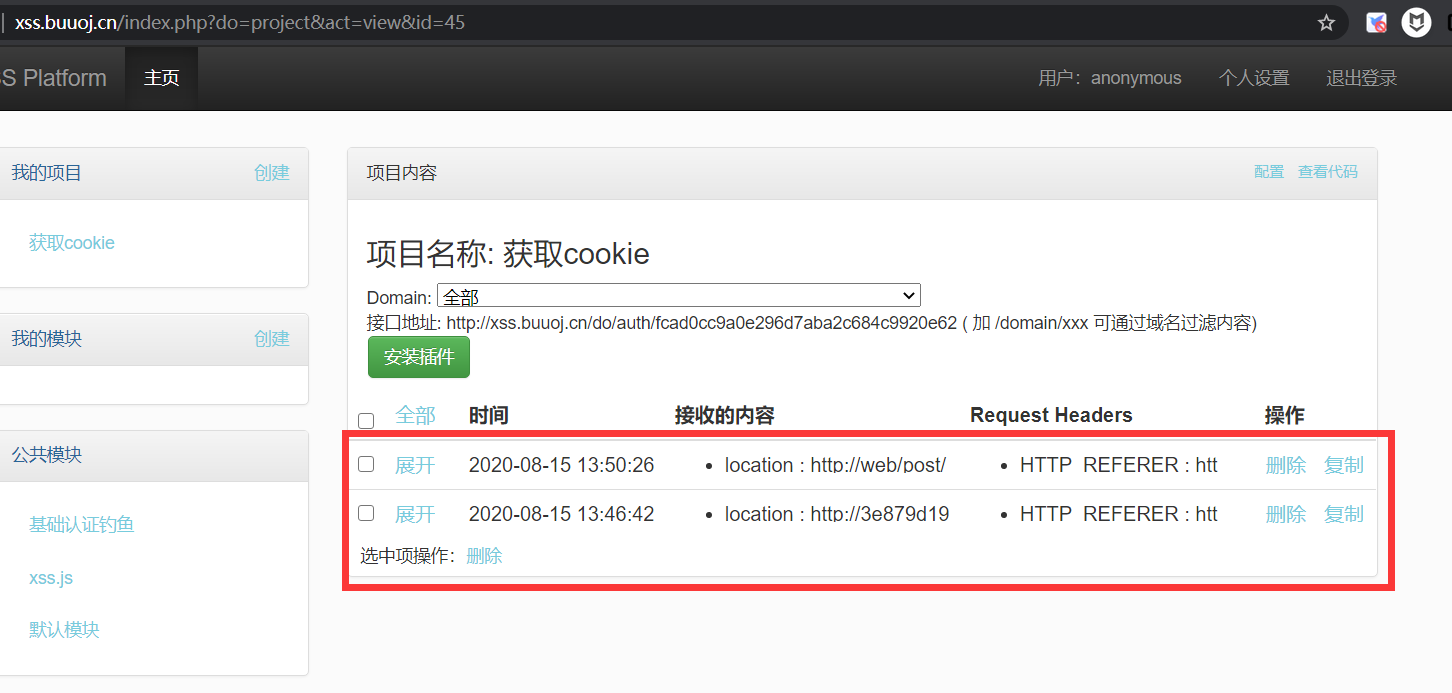 xss.buuoj.cn/index.php?do=project&act=view&id=45
SS Platform 主页 用户：anonymous 个人设置 退出登录
我的项目 创建
获取cookie
我的模块 创建
公共模块
基础认证钓鱼
xss.js
默认模块
项目内容 配置 查看代码
项目名称: 获取cookie
Domain: 全部
接口地址: http://xss.buuoj.cn/do/auth/fcad0cc9a0e296d7aba2c684c9920e62 ( 加 /domain/xxx 可通过域名过滤内容)
安装插件
全部 时间 接收的内容 Request Headers 操作
展开 2020-08-15 13:50:26 • location : http://web/post/ • HTTP_REFERER : htt 删除 复制
展开 2020-08-15 13:46:42 • location : http://3e879d19 • HTTP_REFERER : htt 删除 复制
选中项操作：删除